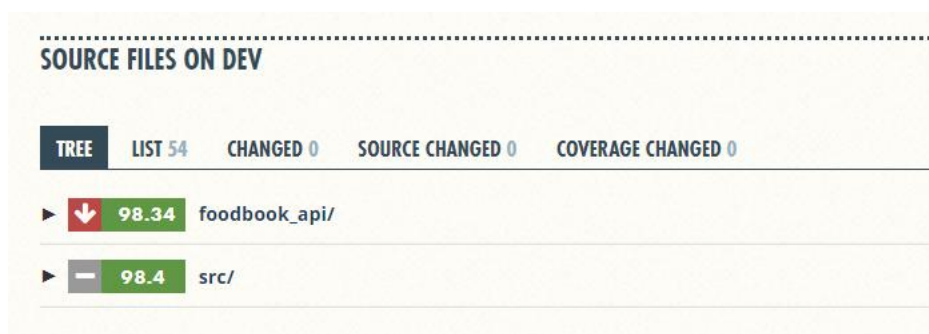 SOURCE FILES ON DEV
TREE LIST 54 CHANGED 0 SOURCE CHANGED 0 COVERAGE CHANGED 0
98.34 foodbook_api/
98.4 src/